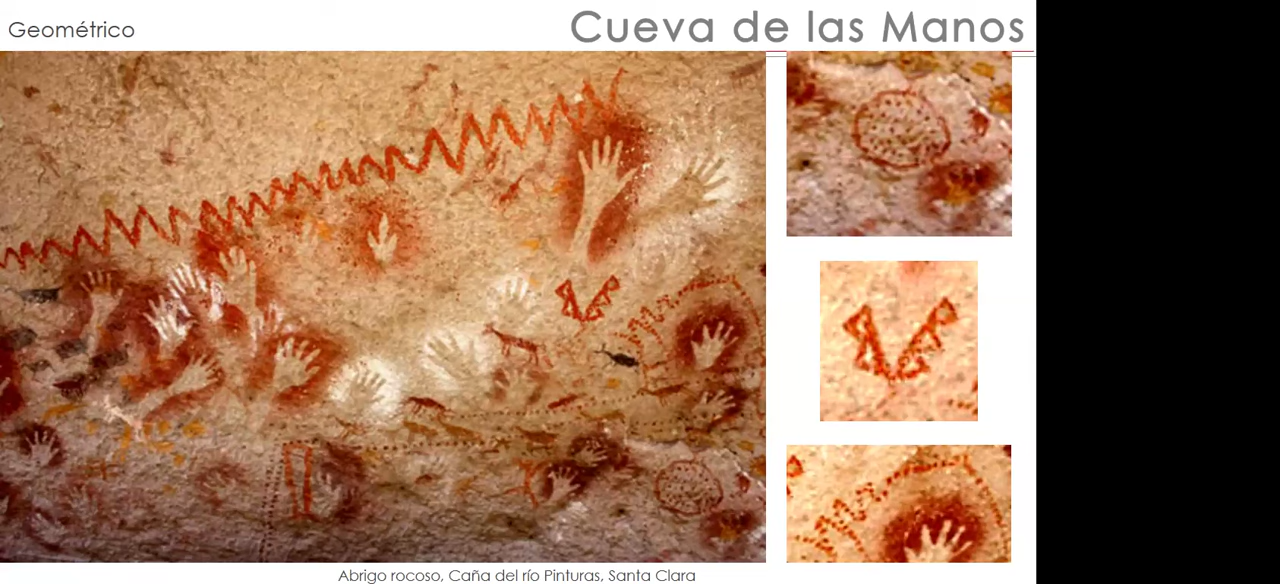 Geométrico
Cueva de las Manos
Abrigo rocoso, Caña del río Pinturas, Santa Clara